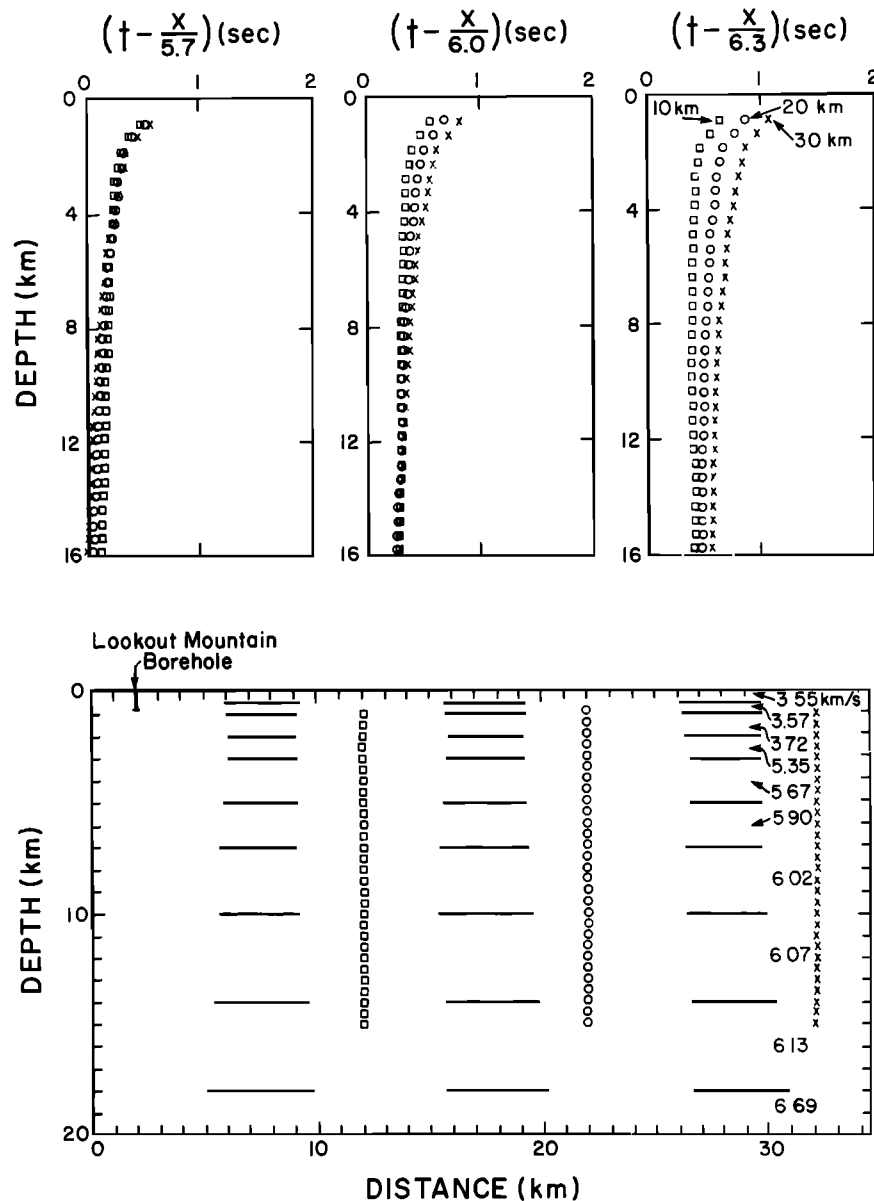 (t - X/5.7)(sec) (t - X/6.0)(sec) (t - X/6.3)(sec)
0 1 2 0 1 2 0 1 2
0
4
8
12
16
DEPTH (km)
0
4
8
12
16
0
4
8
12
16
10 km
20 km
30 km
Lookout Mountain
Borehole
0
10
20
DEPTH (km)
3 55 km/s
3.57
3 72
5.35
5 67
5 90
6 02
6 07
6 13
6 69
0 10 20 30
DISTANCE (km)